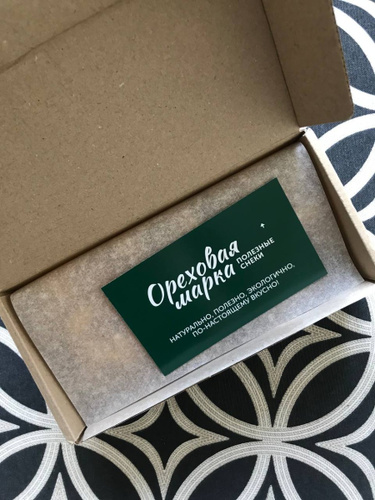 Ореховая
марка
ПОЛЕЗНЫЕ
СНЕКИ
НАТУРАЛЬНО, ПОЛЕЗНО, ЭКОЛОГИЧНО,
ПО-НАСТОЯЩЕМУ ВКУСНО!